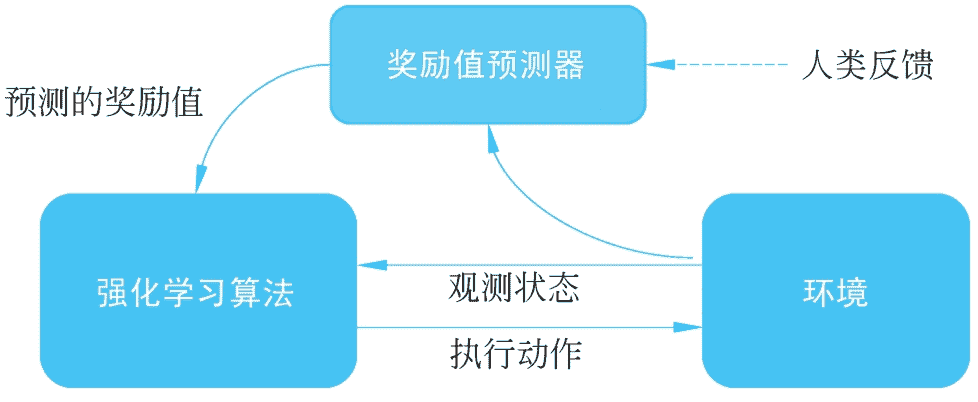 奖励值预测器
人类反馈
预测的奖励值
强化学习算法
观测状态
环境
执行动作